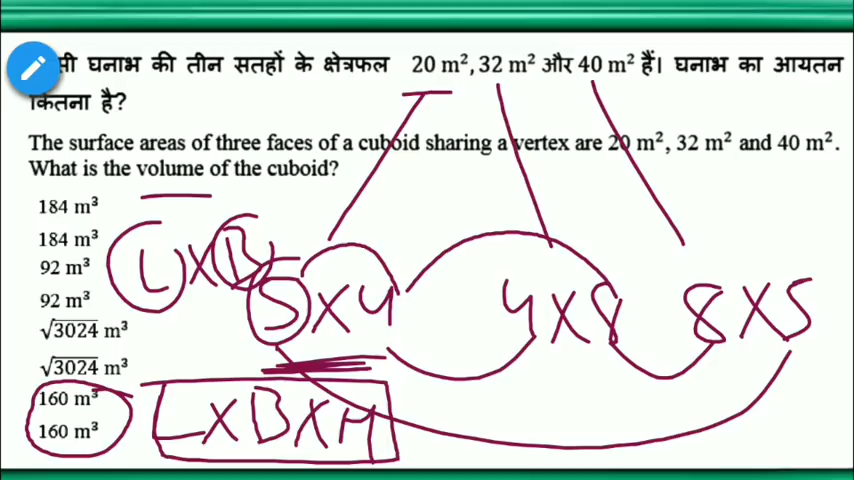 सी घनाभ की तीन सतहों के क्षेत्रफल 20 m², 32 m² और 40 m² हैं। घनाभ का आयतन
कितना है?
The surface areas of three faces of a cuboid sharing a vertex are 20 m², 32 m² and 40 m².
What is the volume of the cuboid?
184 m³
184 m³
92 m³
92 m³
√3024 m³
√3024 m³
160 m³
160 m³
L X B
5 X 4
4 X 8
8 X 5
L X B X H